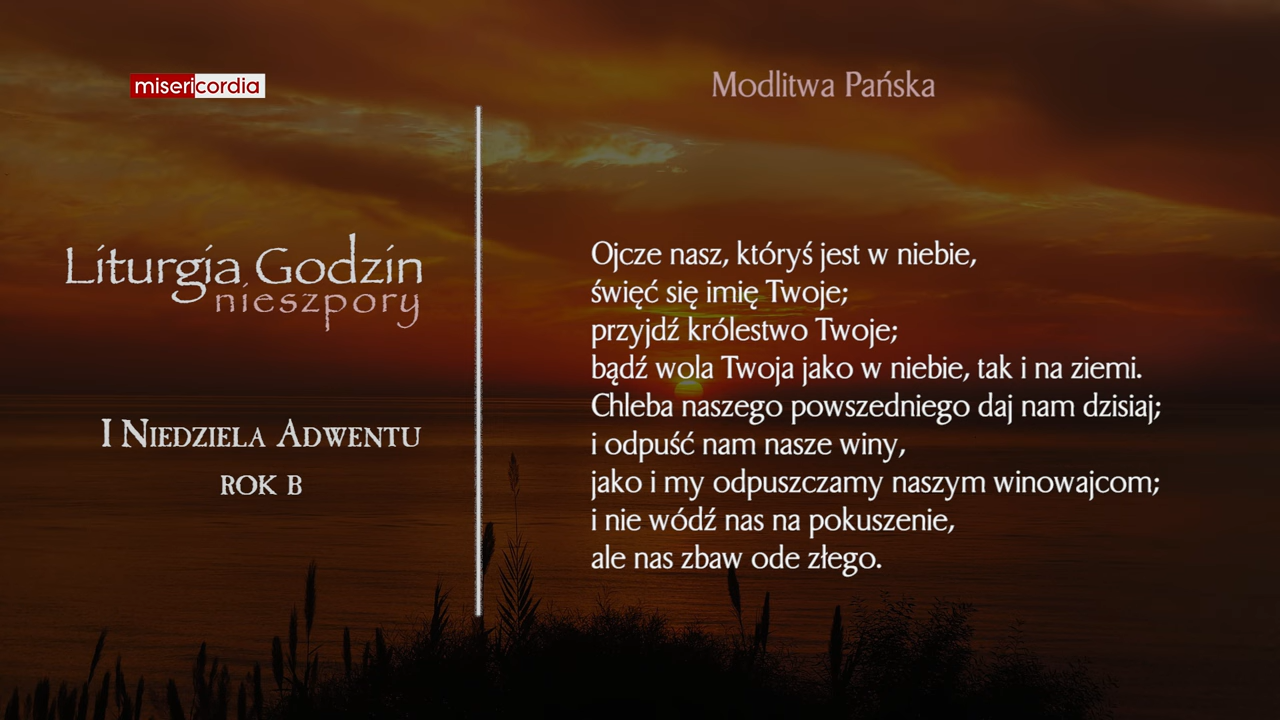 misericordia
Liturgia Godzin
nieszpory
I Niedziela Adwentu
ROK B
Modlitwa Pańska
Ojcze nasz, któryś jest w niebie,
święć się imię Twoje;
przyjdź królestwo Twoje;
bądź wola Twoja jako w niebie, tak i na ziemi.
Chleba naszego powszedniego daj nam dzisiaj;
i odpuść nam nasze winy,
jako i my odpuszczamy naszym winowajcom;
i nie wódź nas na pokuszenie,
ale nas zbaw ode złego.